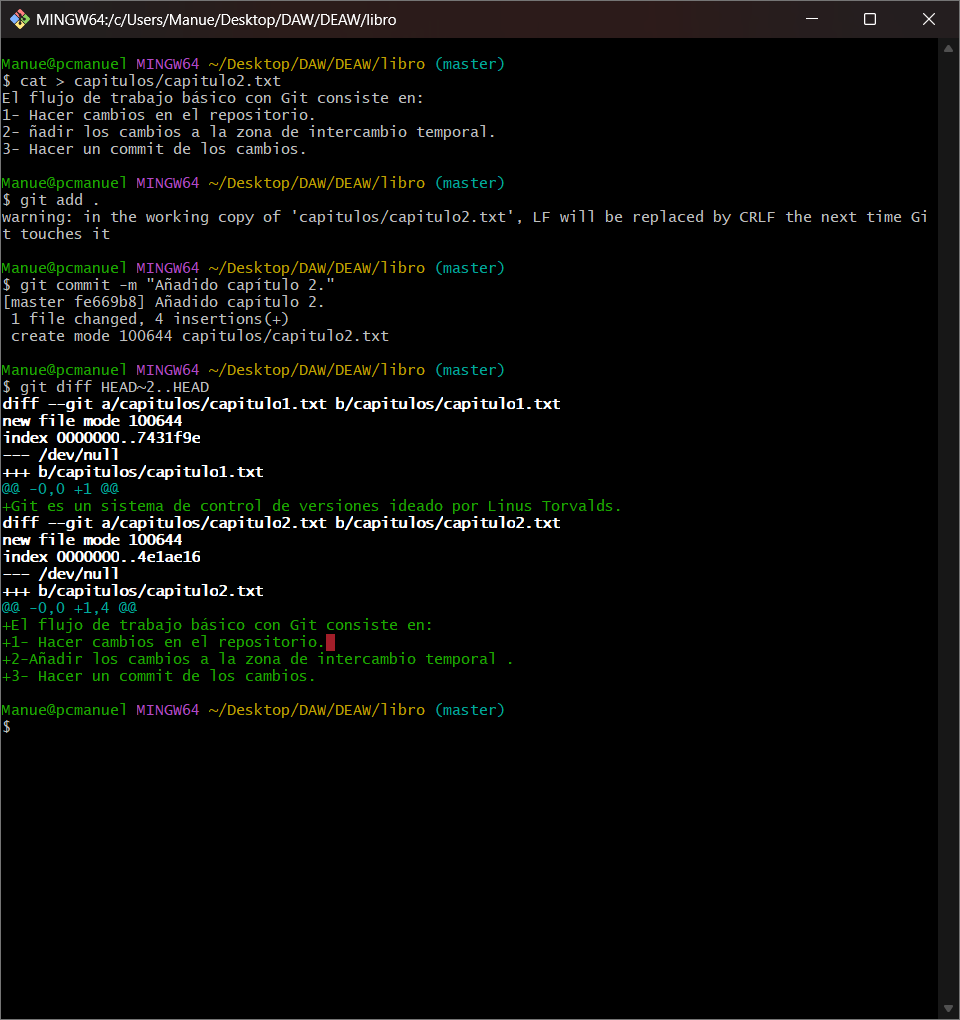 MINGW64:/c/Users/Manue/Desktop/DAW/DEAW/libro
Manue@pcmanuel MINGW64 ~/Desktop/DAW/DEAW/libro (master)
$ cat > capitulos/capitulo2.txt
El flujo de trabajo básico con Git consiste en:
1- Hacer cambios en el repositorio.
2- ñadir los cambios a la zona de intercambio temporal.
3- Hacer un commit de los cambios.
Manue@pcmanuel MINGW64 ~/Desktop/DAW/DEAW/libro (master)
$ git add .
warning: in the working copy of 'capitulos/capitulo2.txt', LF will be replaced by CRLF the next time Gi
t touches it
Manue@pcmanuel MINGW64 ~/Desktop/DAW/DEAW/libro (master)
$ git commit -m "Añadido capítulo 2."
[master fe669b8] Añadido capítulo 2.
1 file changed, 4 insertions(+)
create mode 100644 capitulos/capitulo2.txt
Manue@pcmanuel MINGW64 ~/Desktop/DAW/DEAW/libro (master)
$ git diff HEAD~2..HEAD
diff --git a/capitulos/capitulo1.txt b/capitulos/capitulo1.txt
new file mode 100644
index 0000000..7431f9e
--- /dev/null
+++ b/capitulos/capitulo1.txt
@@ -0,0 +1 @@
+Git es un sistema de control de versiones ideado por Linus Torvalds.
diff --git a/capitulos/capitulo2.txt b/capitulos/capitulo2.txt
new file mode 100644
index 0000000..4e1ae16
--- /dev/null
+++ b/capitulos/capitulo2.txt
@@ -0,0 +1,4 @@
+El flujo de trabajo básico con Git consiste en:
+1- Hacer cambios en el repositorio.
+2-Añadir los cambios a la zona de intercambio temporal .
+3- Hacer un commit de los cambios.
Manue@pcmanuel MINGW64 ~/Desktop/DAW/DEAW/libro (master)
$